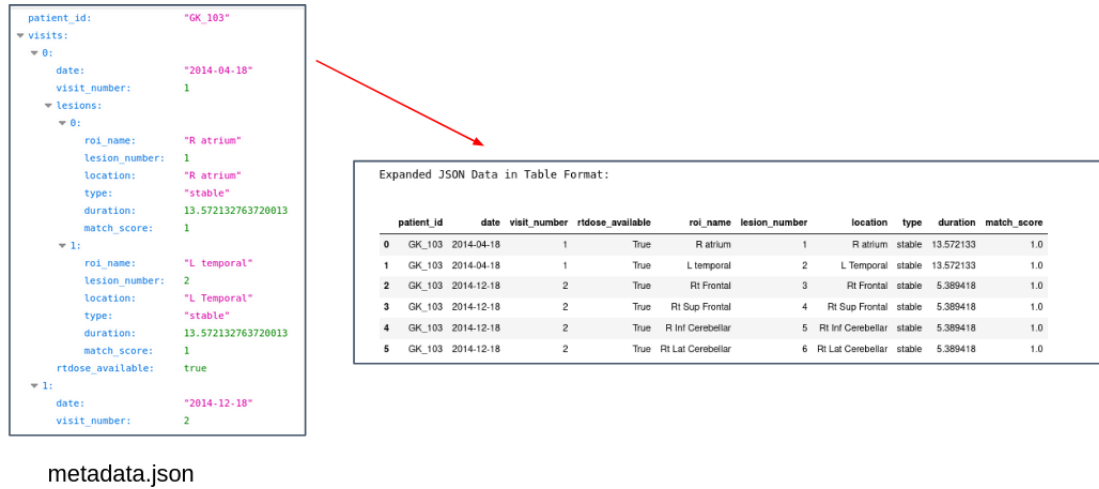 patient_id: "GK_103"
visits:
0:
date: "2014-04-18"
visit_number: 1
lesions:
0:
roi_name: "R atrium"
lesion_number: 1
location: "R atrium"
type: "stable"
duration: 13.572132763720013
match_score: 1
1:
roi_name: "L temporal"
lesion_number: 2
location: "L Temporal"
type: "stable"
duration: 13.572132763720013
match_score: 1
rtdose_available: true
1:
date: "2014-12-18"
visit_number: 2
metadata.json
Expanded JSON Data in Table Format:
patient_id date visit_number rtdose_available roi_name lesion_number location type duration match_score
0 GK_103 2014-04-18 1 True R atrium 1 R atrium stable 13.572133 1.0
1 GK_103 2014-04-18 1 True L temporal 2 L Temporal stable 13.572133 1.0
2 GK_103 2014-12-18 2 True Rt Frontal 3 Rt Frontal stable 5.389418 1.0
3 GK_103 2014-12-18 2 True Rt Sup Frontal 4 Rt Sup Frontal stable 5.389418 1.0
4 GK_103 2014-12-18 2 True R Inf Cerebellar 5 Rt Inf Cerebellar stable 5.389418 1.0
5 GK_103 2014-12-18 2 True Rt Lat Cerebellar 6 Rt Lat Cerebellar stable 5.389418 1.0